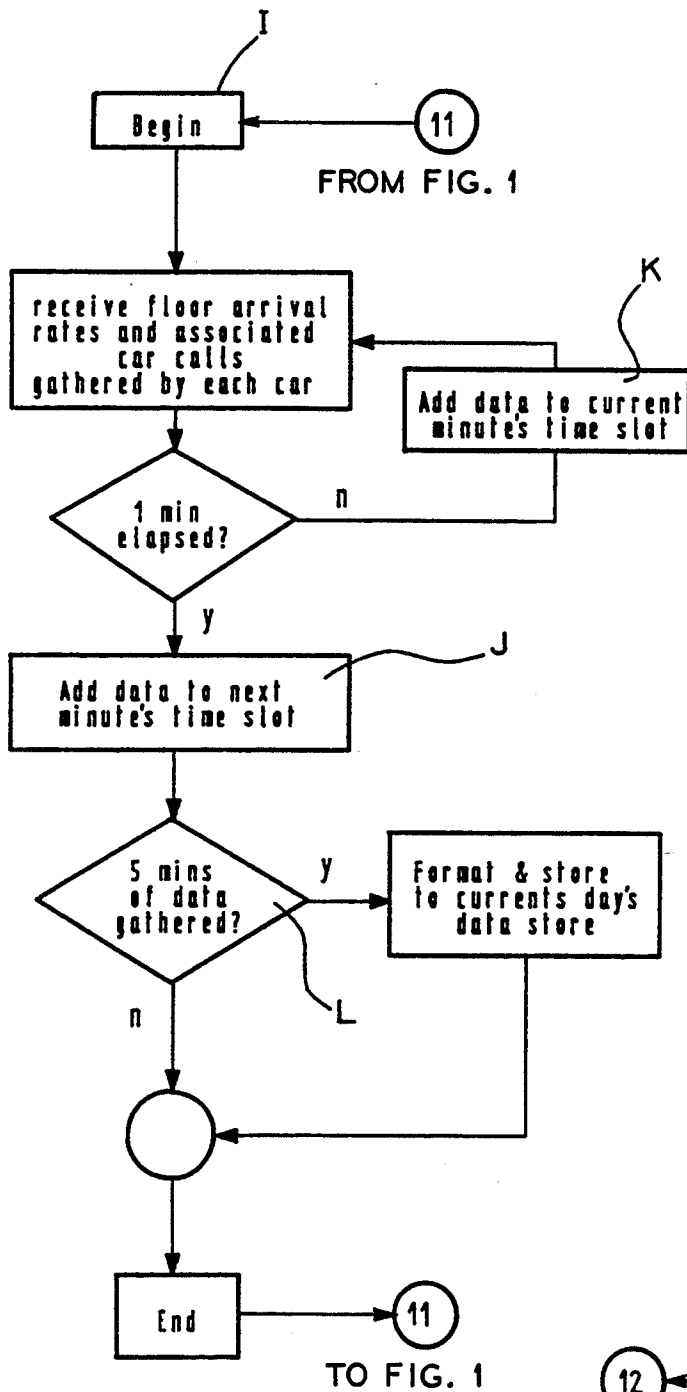 I
Begin
11
FROM FIG. 1
receive floor arrival
rates and associated
car calls
gathered by each car
K
Add data to current
minute's time slot
1 min
elapsed?
n
y
J
Add data to next
minute's time slot
5 mins
of data
gathered?
y
Format & store
to currents day's
data store
L
n
End
11
TO FIG. 1
12